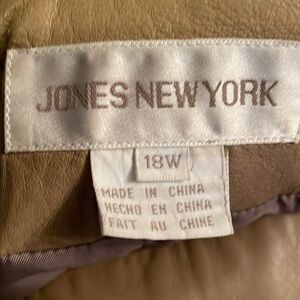 JONES NEW YORK
18W
MADE IN CHINA
HECHO EN CHINA
FAIT AU CHINE